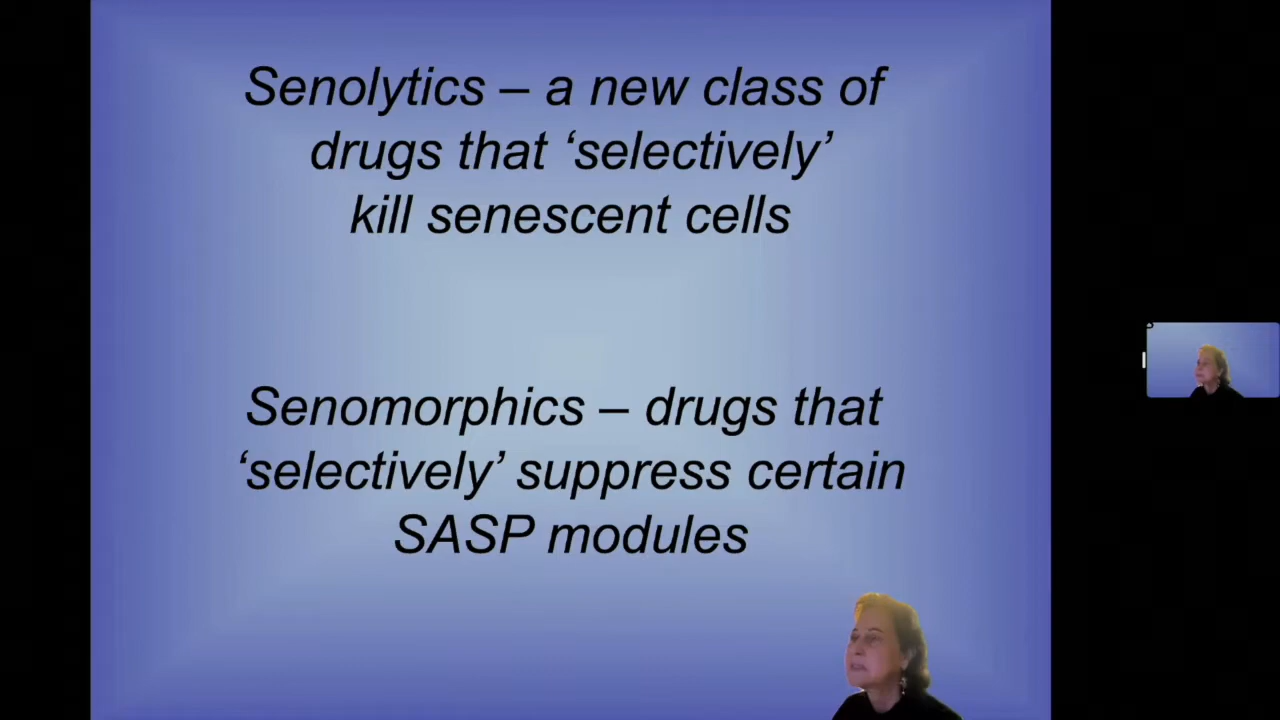 Senolytics – a new class of
drugs that ‘selectively’
kill senescent cells
Senomorphics – drugs that
‘selectively’ suppress certain
SASP modules